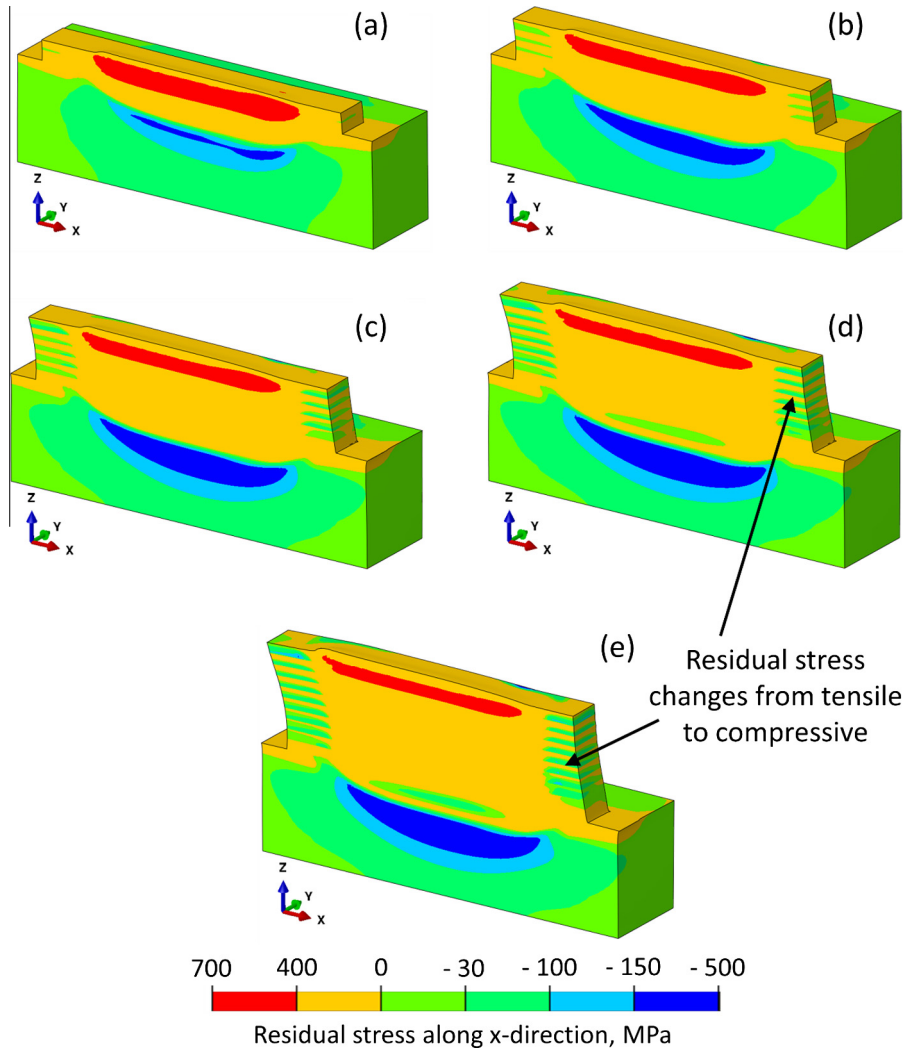 (a)
(b)
Z
Y
X
Z
Y
X
(c)
(d)
Z
Y
X
Z
Y
X
(e)
Residual stress
changes from tensile
to compressive
Z
Y
X
700 400 0 - 30 - 100 - 150 - 500
Residual stress along x-direction, MPa